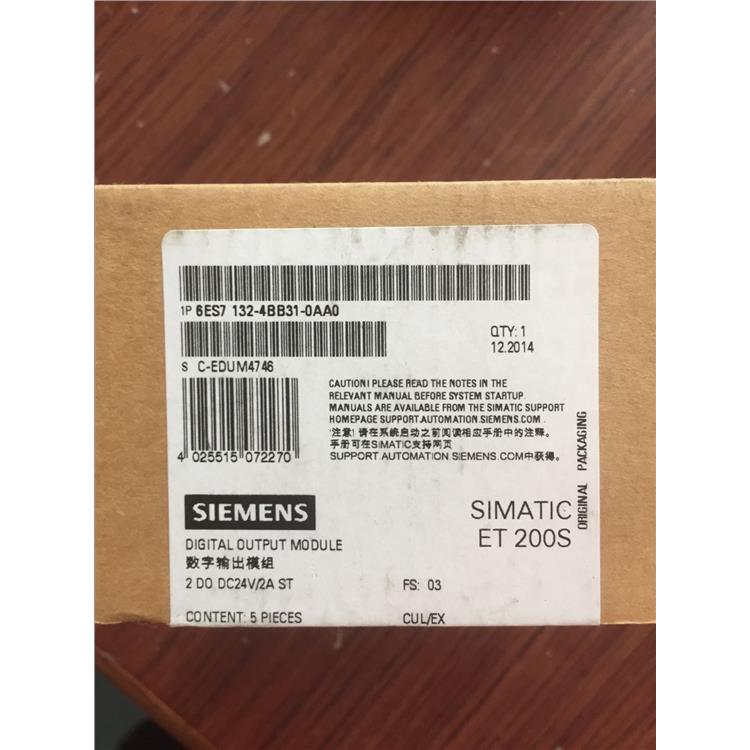 1P 6ES7 132-4BB31-0AA0
QTY: 1
12.2014
S C-EDUM4746
CAUTION! PLEASE READ THE NOTES IN THE
RELEVANT MANUAL BEFORE SYSTEM STARTUP.
MANUALS ARE AVAILABLE FROM THE SIMATIC SUPPORT
HOMEPAGE SUPPORT.AUTOMATION.SIEMENS.COM.
注意! 请在系统启动之前阅读相应手册中的注释。
手册可在SIMATIC支持网页
SUPPORT.AUTOMATION SIEMENS.COM中获得。
4 025515 072270
ORIGINAL PACKAGING
SIEMENS
SIMATIC
ET 200S
DIGITAL OUTPUT MODULE
数字输出模组
2 DO DC24V/2A ST
FS: 03
CONTENT: 5 PIECES
CUL/EX